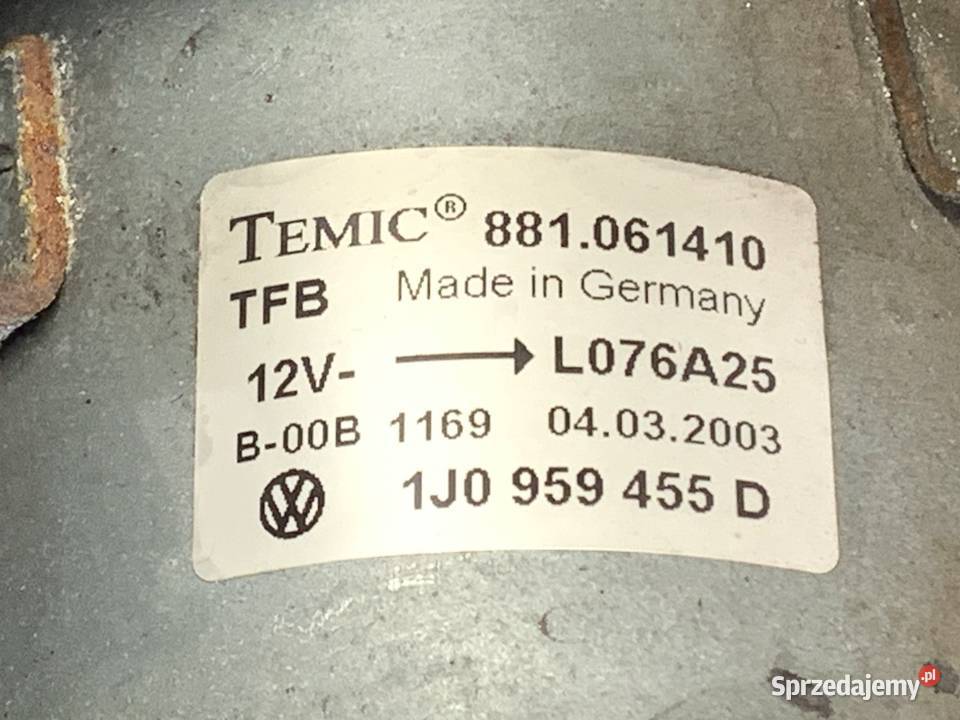 TEMIC® 881.061410
TFB Made in Germany
12V- → L076A25
B-00B 1169 04.03.2003
VW 1J0 959 455 D
Sprzedajemy.pl